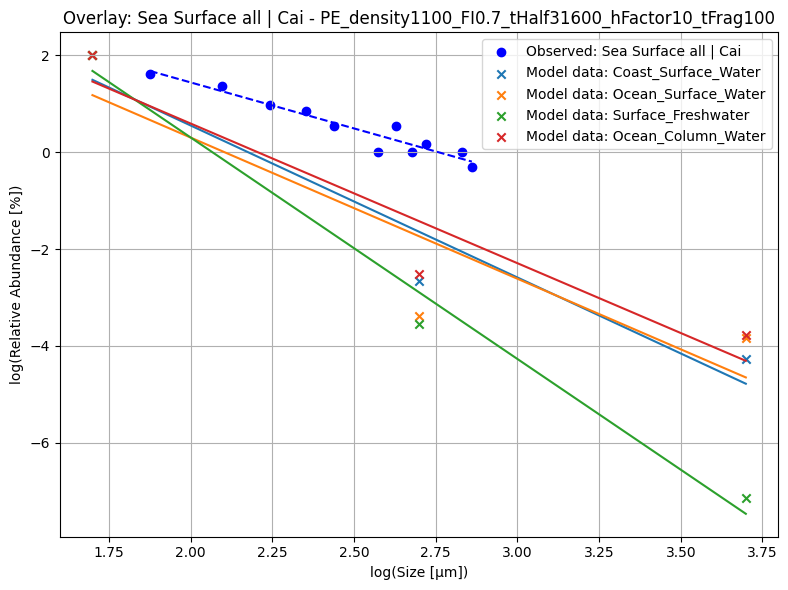 Overlay: Sea Surface all | Cai - PE_density1100_FI0.7_tHalf31600_hFactor10_tFrag100
Observed: Sea Surface all | Cai
Model data: Coast_Surface_Water
Model data: Ocean_Surface_Water
Model data: Surface_Freshwater
Model data: Ocean_Column_Water
log(Relative Abundance [%])
2
0
−2
−4
−6
1.75 2.00 2.25 2.50 2.75 3.00 3.25 3.50 3.75
log(Size [μm])